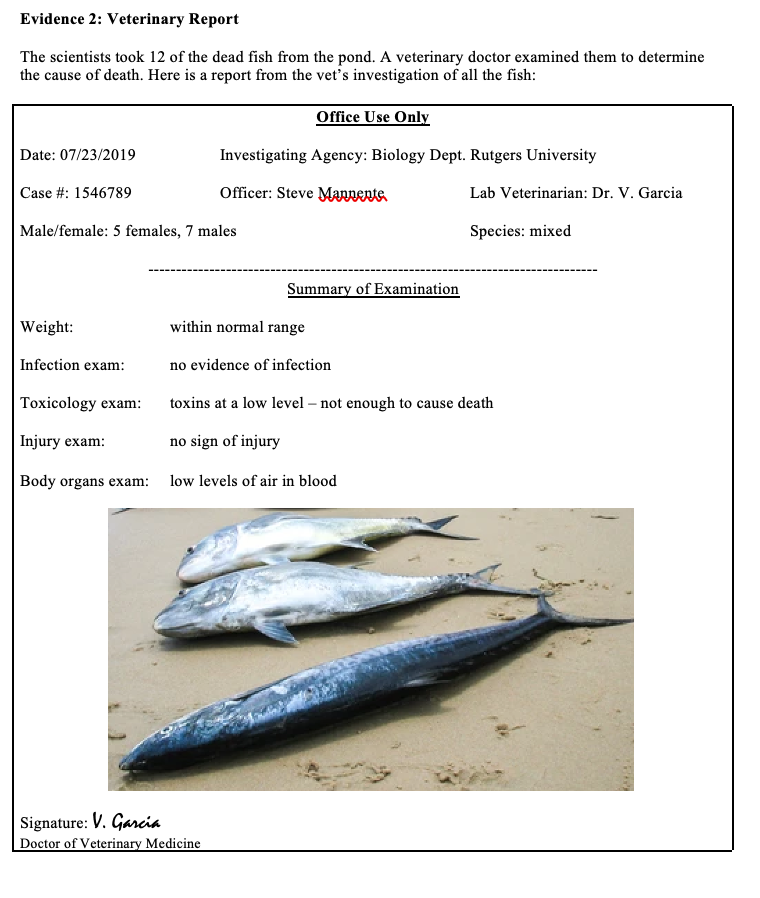 Evidence 2: Veterinary Report
The scientists took 12 of the dead fish from the pond. A veterinary doctor examined them to determine
the cause of death. Here is a report from the vet’s investigation of all the fish:
Office Use Only
Date: 07/23/2019 Investigating Agency: Biology Dept. Rutgers University
Case #: 1546789 Officer: Steve Mannente Lab Veterinarian: Dr. V. Garcia
Male/female: 5 females, 7 males Species: mixed
--------------------------------------------------------------------------------
Summary of Examination
Weight: within normal range
Infection exam: no evidence of infection
Toxicology exam: toxins at a low level – not enough to cause death
Injury exam: no sign of injury
Body organs exam: low levels of air in blood
Signature: V. Garcia
Doctor of Veterinary Medicine